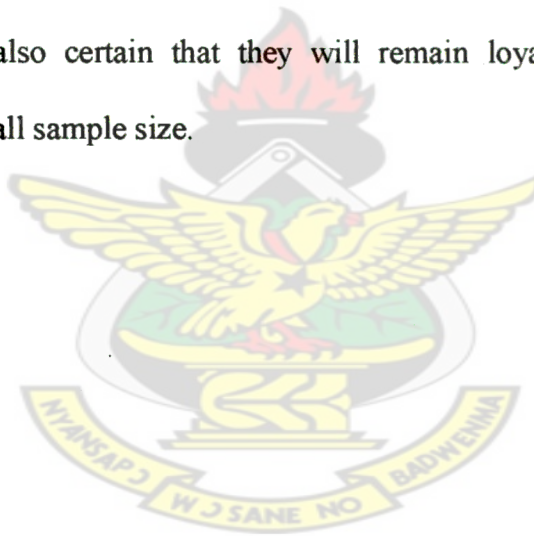 also certain that they will remain loya
all sample size.
NYANSAPƆ WƆSANE NO BADWENMA